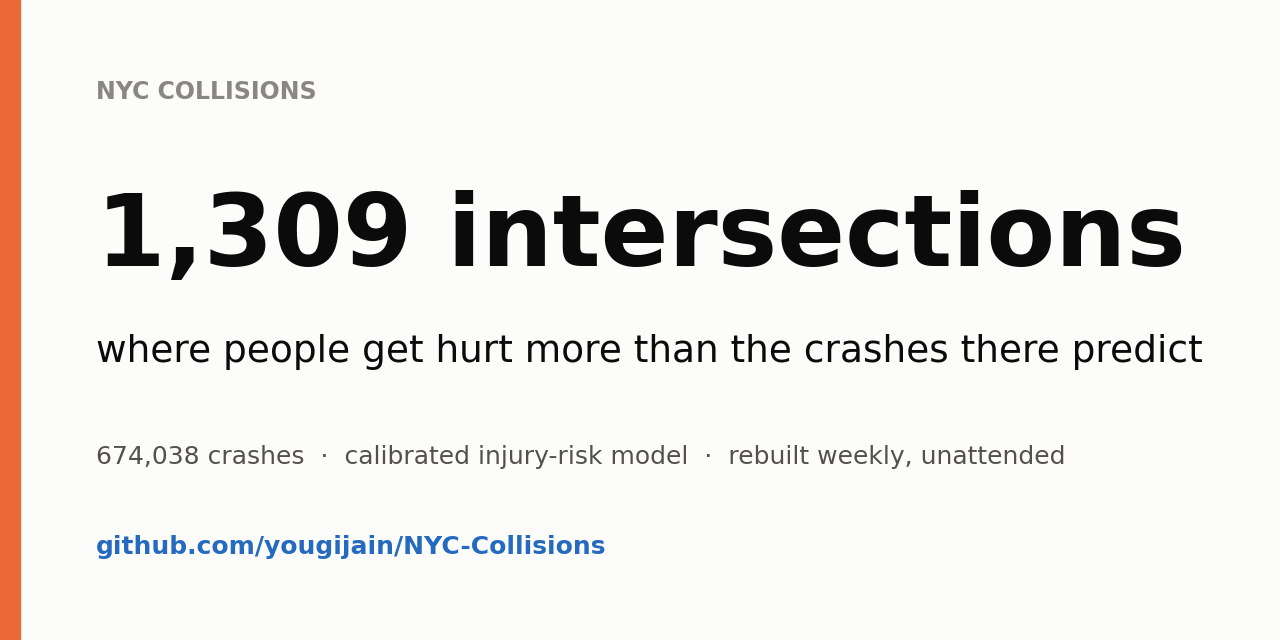 NYC COLLISIONS
1,309 intersections
where people get hurt more than the crashes there predict
674,038 crashes · calibrated injury-risk model · rebuilt weekly, unattended
github.com/yougijain/NYC-Collisions